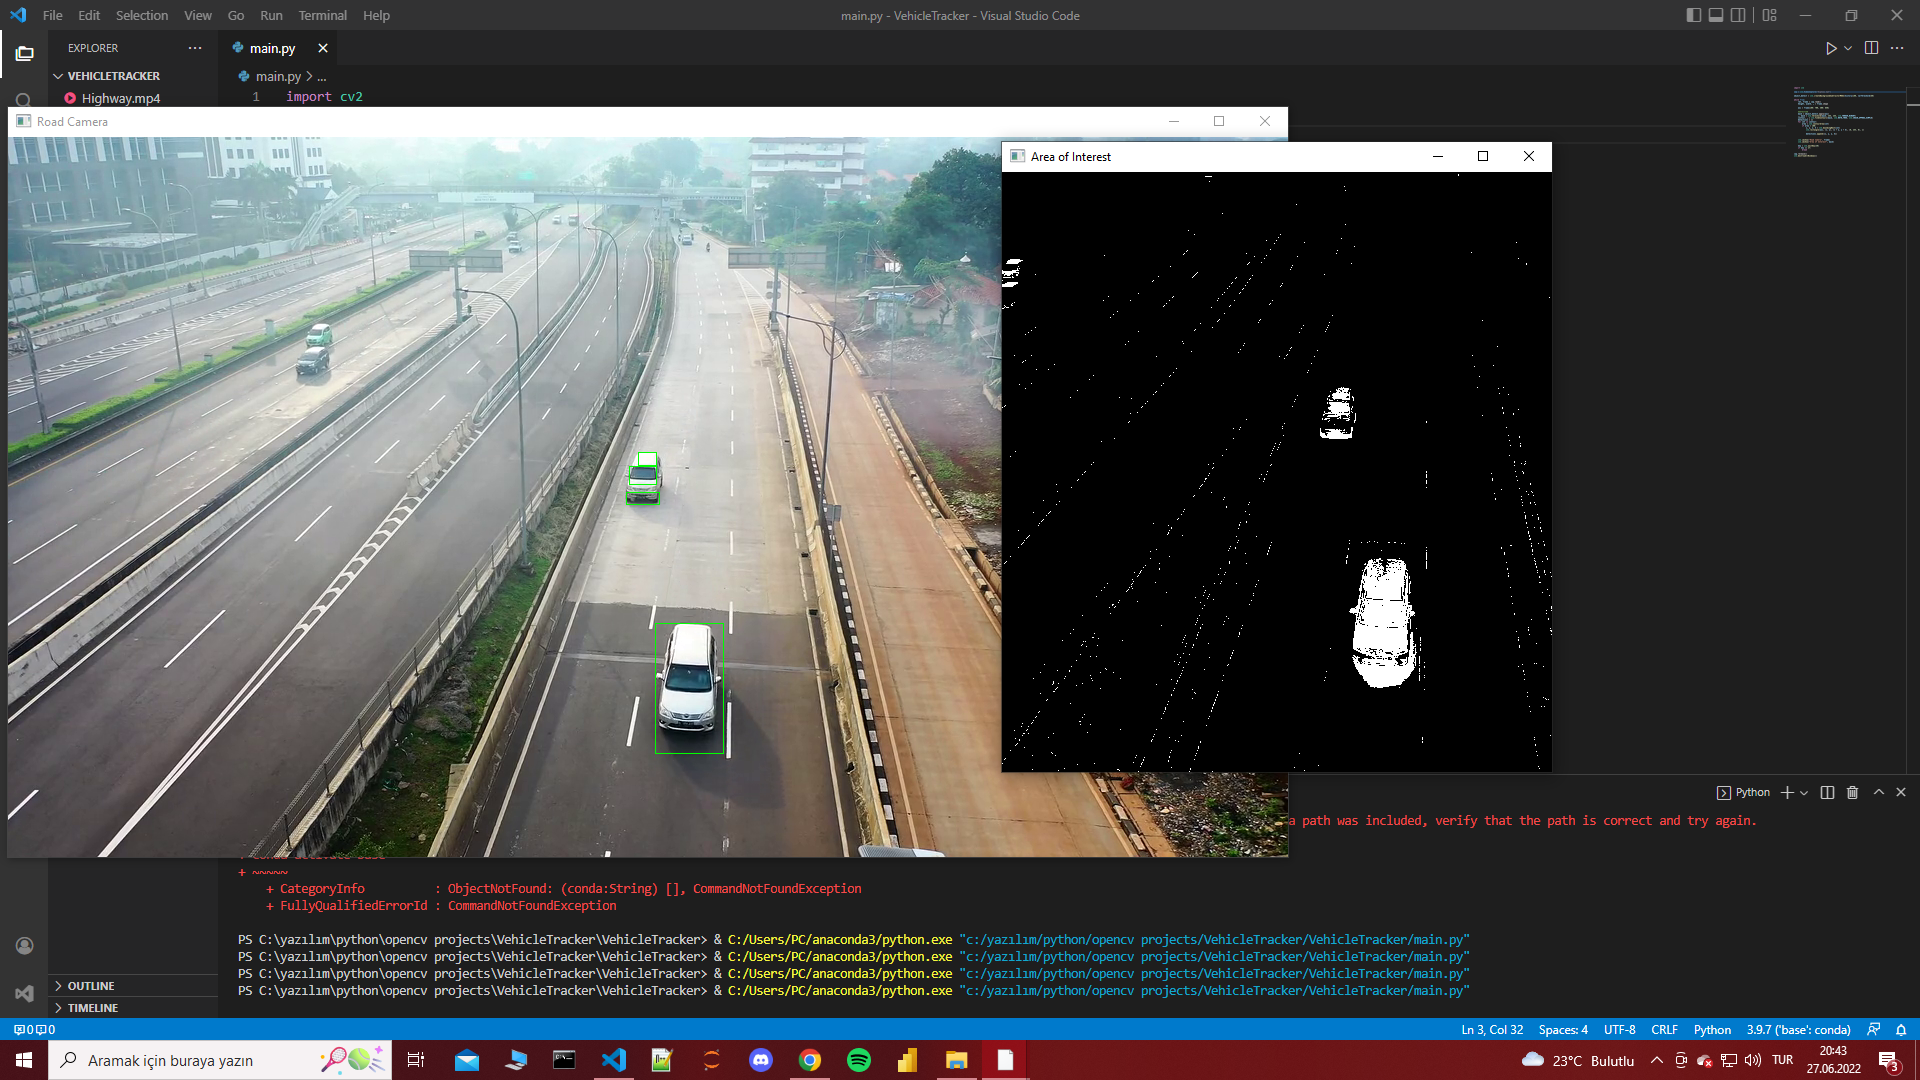 File Edit Selection View Go Run Terminal Help
main.py - VehicleTracker - Visual Studio Code
EXPLORER
main.py
VEHICLETRACKER
main.py > ...
Highway.mp4
1 import cv2
Road Camera
Area of Interest
Python
a path was included, verify that the path is correct and try again.
+ ~~~~~
+ CategoryInfo : ObjectNotFound: (conda:String) [], CommandNotFoundException
+ FullyQualifiedErrorId : CommandNotFoundException
PS C:\yazılım\python\opencv projects\VehicleTracker\VehicleTracker> & C:/Users/PC/anaconda3/python.exe "c:/yazılım/python/opencv projects/VehicleTracker/VehicleTracker/main.py"
PS C:\yazılım\python\opencv projects\VehicleTracker\VehicleTracker> & C:/Users/PC/anaconda3/python.exe "c:/yazılım/python/opencv projects/VehicleTracker/VehicleTracker/main.py"
PS C:\yazılım\python\opencv projects\VehicleTracker\VehicleTracker> & C:/Users/PC/anaconda3/python.exe "c:/yazılım/python/opencv projects/VehicleTracker/VehicleTracker/main.py"
PS C:\yazılım\python\opencv projects\VehicleTracker\VehicleTracker> & C:/Users/PC/anaconda3/python.exe "c:/yazılım/python/opencv projects/VehicleTracker/VehicleTracker/main.py"
OUTLINE
TIMELINE
0 0 Ln 3, Col 32 Spaces: 4 UTF-8 CRLF Python 3.9.7 ('base': conda)
Aramak için buraya yazın
23°C Bulutlu
TUR
20:43
27.06.2022
3